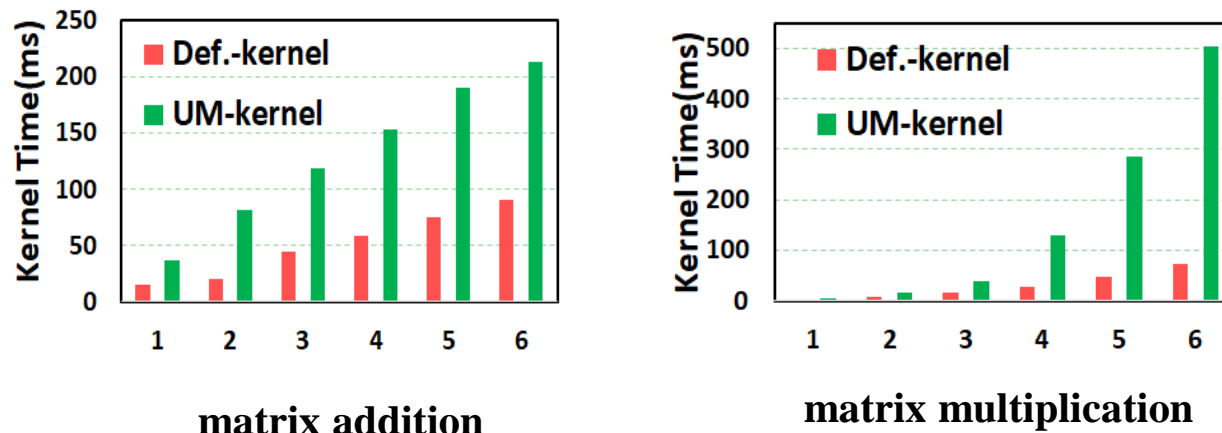 Kernel Time(ms)
250
200
150
100
50
0
Def.-kernel
UM-kernel
1 2 3 4 5 6
matrix addition
Kernel Time(ms)
500
400
300
200
100
0
Def.-kernel
UM-kernel
1 2 3 4 5 6
matrix multiplication